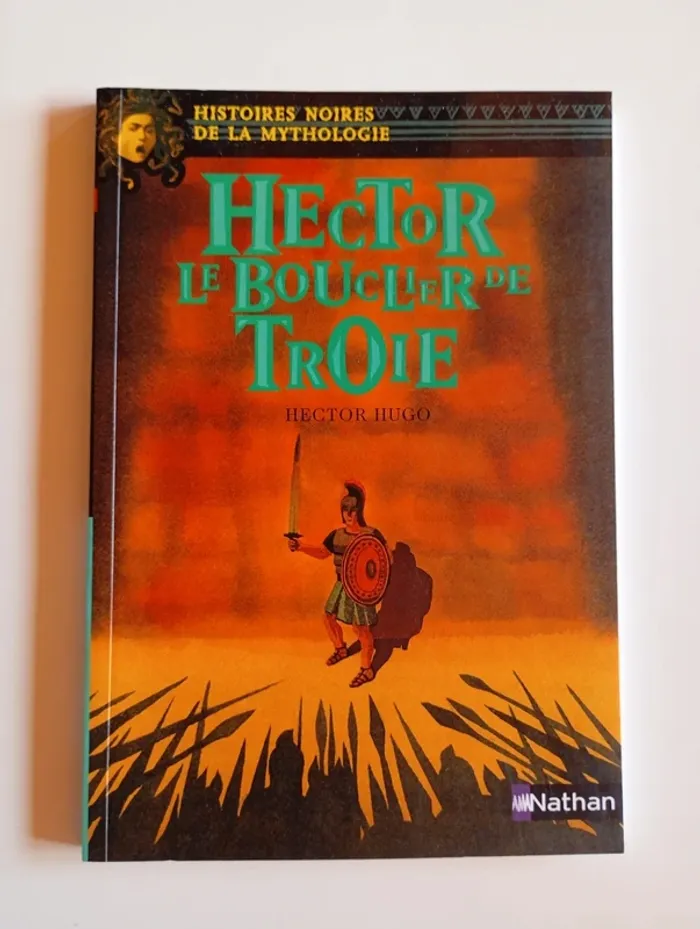 HISTOIRES NOIRES
DE LA MYTHOLOGIE
HECTOR
LE BOUCLIER DE
TROIE
HECTOR HUGO
Nathan